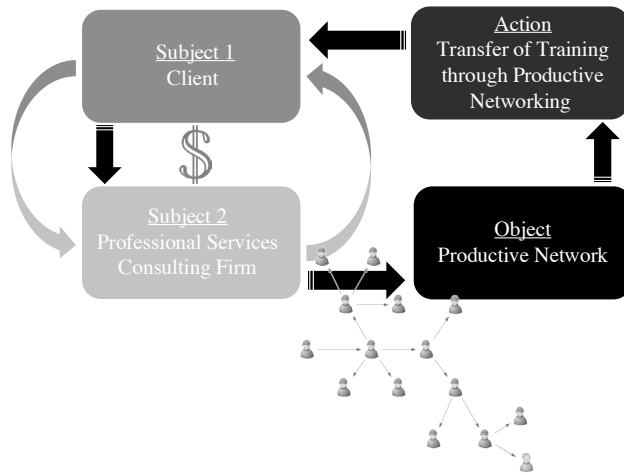 Subject 1
Client
Action
Transfer of Training
through Productive
Networking
$
Subject 2
Professional Services
Consulting Firm
Object
Productive Network